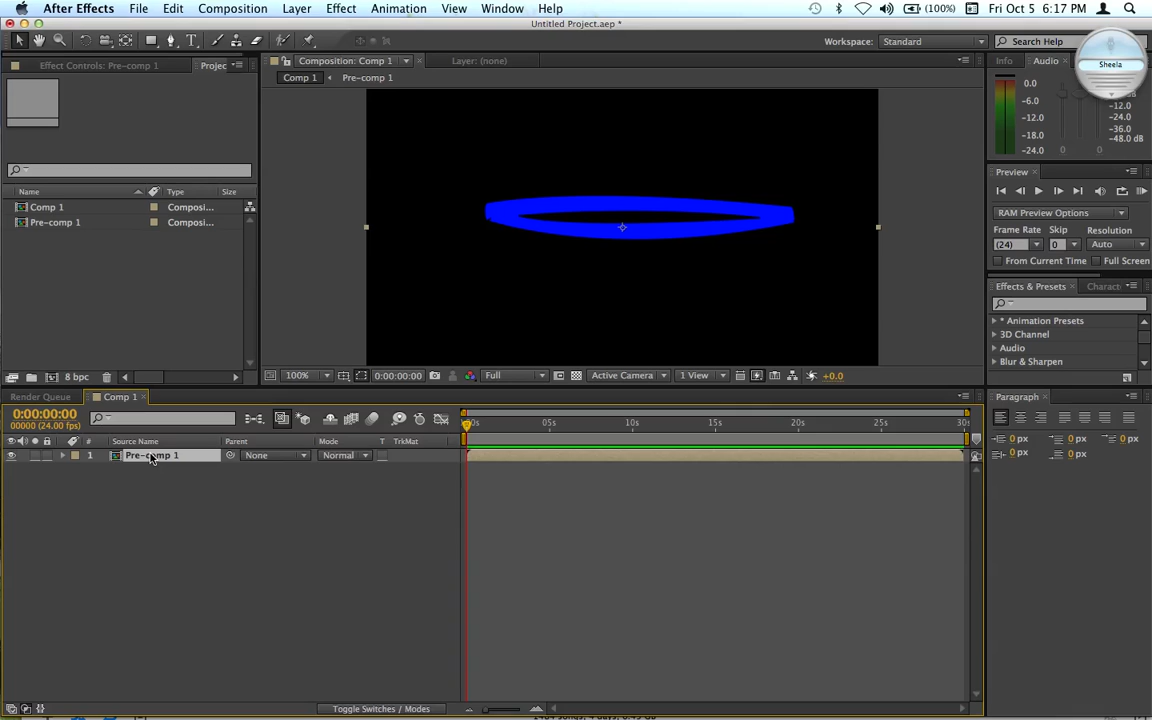 After Effects File Edit Composition Layer Effect Animation View Window Help (100%) Fri Oct 5 6:17 PM
Untitled Project.aep *
Workspace: Standard Search Help
Effect Controls: Pre-comp 1 Projec Composition: Comp 1 Layer: (none) Info Audio
Sheela
Comp 1 Pre-comp 1
0.0
-6.0
-12.0
-18.0
-24.0
-12.0
-24.0
-36.0
-48.0 dB
0 0
Preview
RAM Preview Options
Frame Rate Skip Resolution
(24) 0 Auto
From Current Time Full Screen
Effects & Presets Charact
* Animation Presets
3D Channel
Audio
Blur & Sharpen
Name Type Size
Comp 1 Composi...
Pre-comp 1 Composi...
8 bpc 100% 0:00:00:00 Full Active Camera 1 View +0.0
Render Queue Comp 1 Paragraph
0:00:00:00
00000 (24.00 fps)
05s 10s 15s 20s 25s 30s
# Source Name Parent Mode T TrkMat
1 Pre-comp 1 None Normal
0 px 0 px 0 px
0 px 0 px
Toggle Switches / Modes